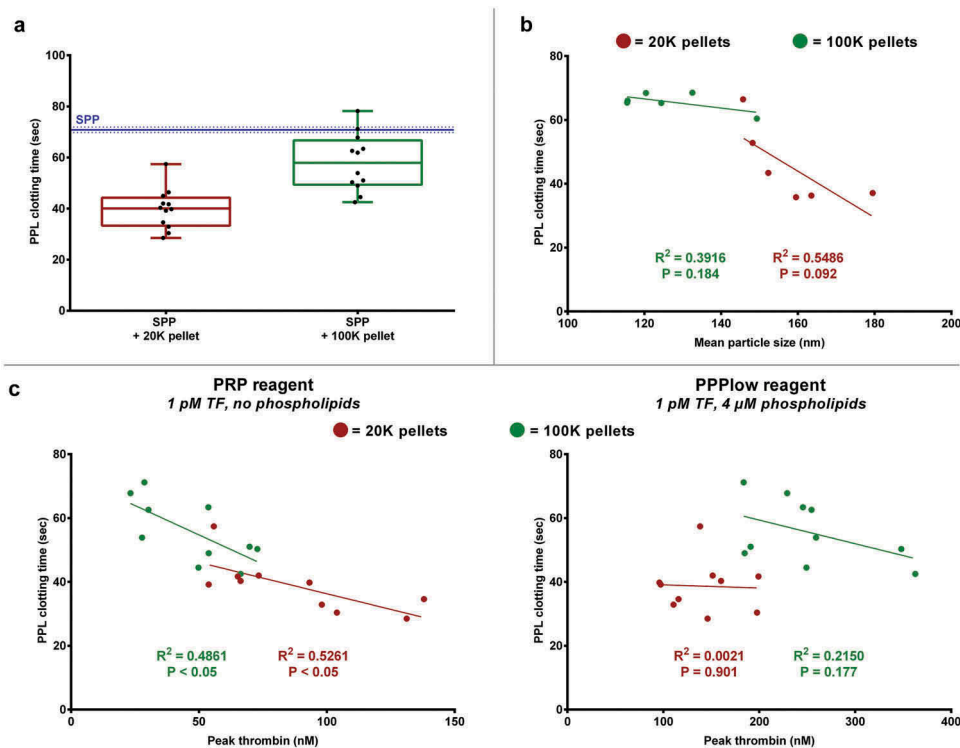 a
100
80
60
40
20
0
PPL clotting time (sec)
SPP
SPP
+ 20K pellet
SPP
+ 100K pellet
b
= 20K pellets
= 100K pellets
80
60
40
20
0
PPL clotting time (sec)
R² = 0.3916
P = 0.184
R² = 0.5486
P = 0.092
100 120 140 160 180 200
Mean particle size (nm)
c
PRP reagent
1 pM TF, no phospholipids
PPPlow reagent
1 pM TF, 4 µM phospholipids
= 20K pellets
= 100K pellets
80
60
40
20
0
PPL clotting time (sec)
R² = 0.4861
P < 0.05
R² = 0.5261
P < 0.05
0 50 100 150
Peak thrombin (nM)
80
60
40
20
0
PPL clotting time (sec)
R² = 0.0021
P = 0.901
R² = 0.2150
P = 0.177
0 100 200 300 400
Peak thrombin (nM)